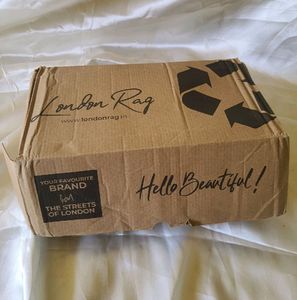 London Rag
www.londonrag.in
YOUR FAVOURITE
BRAND
from
THE STREETS
OF LONDON
Hello Beautiful!